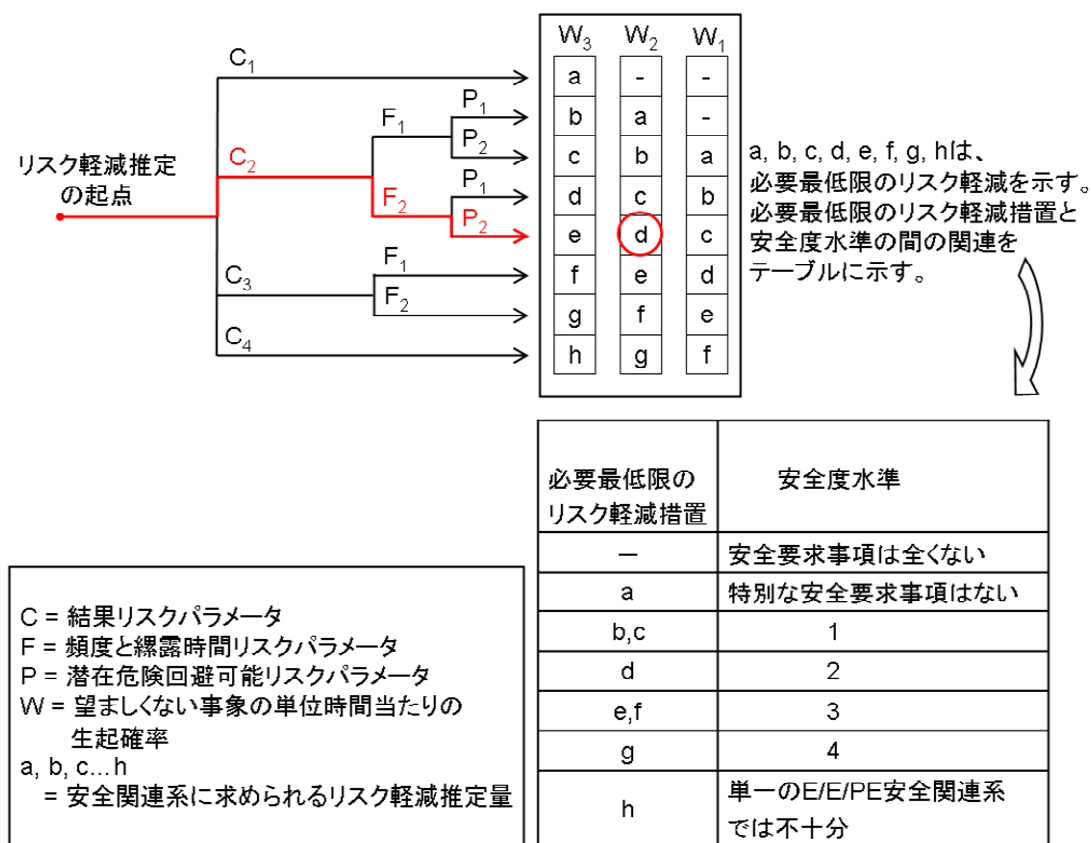 W3 W2 W1
C1
a - -
P1
F1
b a -
P2
c b a
リスク軽減推定
の起点
C2
P1
d c b
F2
P2
e d c
F1
f e d
C3
F2
g f e
C4
h g f
a, b, c, d, e, f, g, hは、
必要最低限のリスク軽減を示す。
必要最低限のリスク軽減措置と
安全度水準の間の関連を
テーブルに示す。
必要最低限の
リスク軽減措置
安全度水準
― 安全要求事項は全くない
a 特別な安全要求事項はない
b,c 1
d 2
e,f 3
g 4
h 単一のE/E/PE安全関連系
では不十分
C = 結果リスクパラメータ
F = 頻度と縲露時間リスクパラメータ
P = 潜在危険回避可能リスクパラメータ
W = 望ましくない事象の単位時間当たりの
生起確率
a, b, c...h
= 安全関連系に求められるリスク軽減推定量